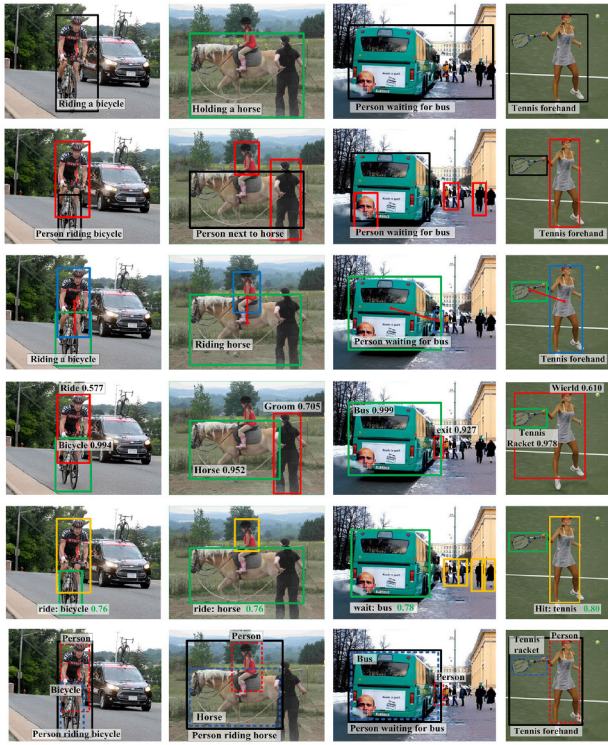 Riding a bicycle
Holding a horse
Person waiting for bus
Tennis forehand
Person riding bicycle
Person next to horse
Person waiting for bus
Tennis forehand
Riding a bicycle
Riding horse
Person waiting for bus
Tennis forehand
Ride 0.577
Bicycle 0.994
Groom 0.705
Horse 0.952
Bus 0.999
exit 0.927
Wierld 0.610
Tennis
Racket 0.978
ride: bicycle 0.76
ride: horse 0.76
wait: bus 0.78
Hit: tennis 0.80
Person
Bicycle
Person riding bicycle
Person
Horse
Person riding horse
Bus
Person
Person waiting for bus
Tennis
racket
Person
Tennis forehand